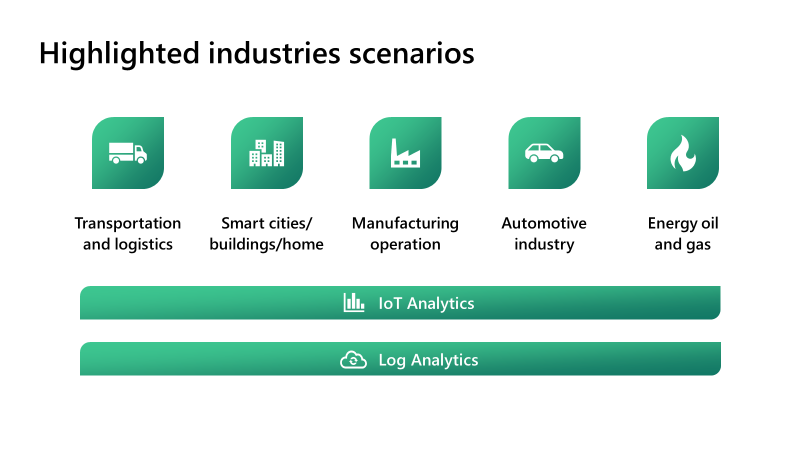 Highlighted industries scenarios
Transportation
and logistics
Smart cities/
buildings/home
Manufacturing
operation
Automotive
industry
Energy oil
and gas
IoT Analytics
Log Analytics